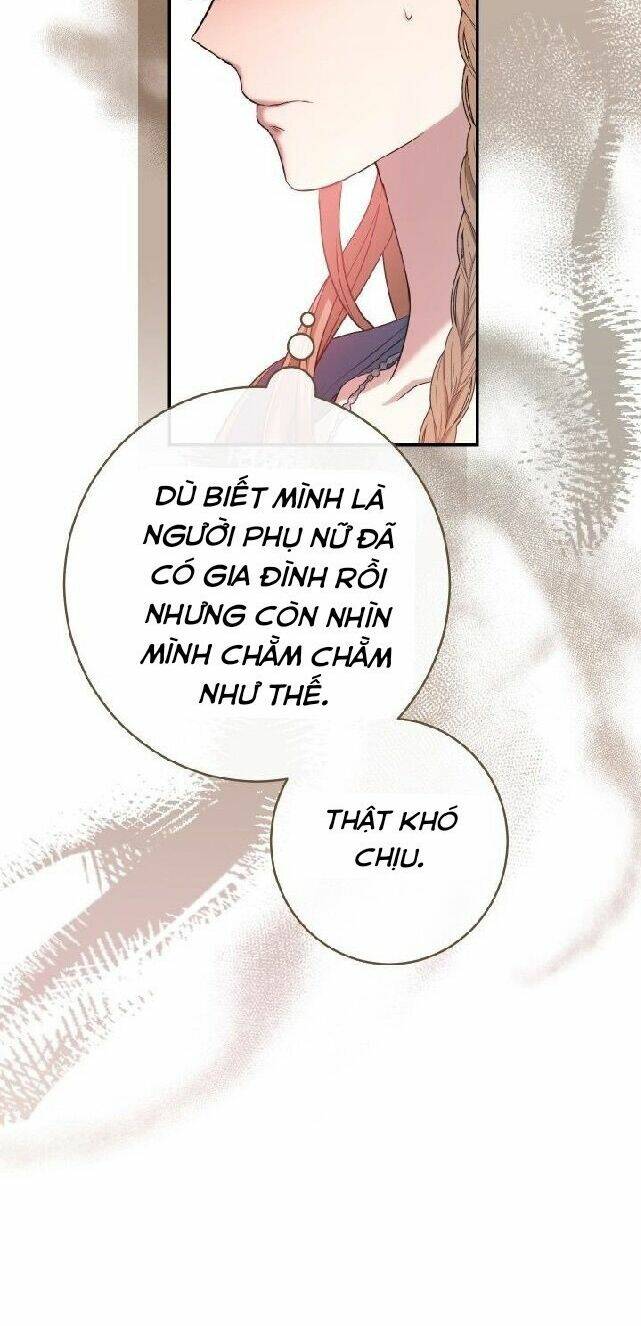 DÙ BIẾT MÌNH LÀ
NGƯỜI PHỤ NỮ ĐÃ
CÓ GIA ĐÌNH RỒI
NHƯNG CÒN NHÌN
MÌNH CHẰM CHẰM
NHƯ THẾ.
THẬT KHÓ
CHỊU.